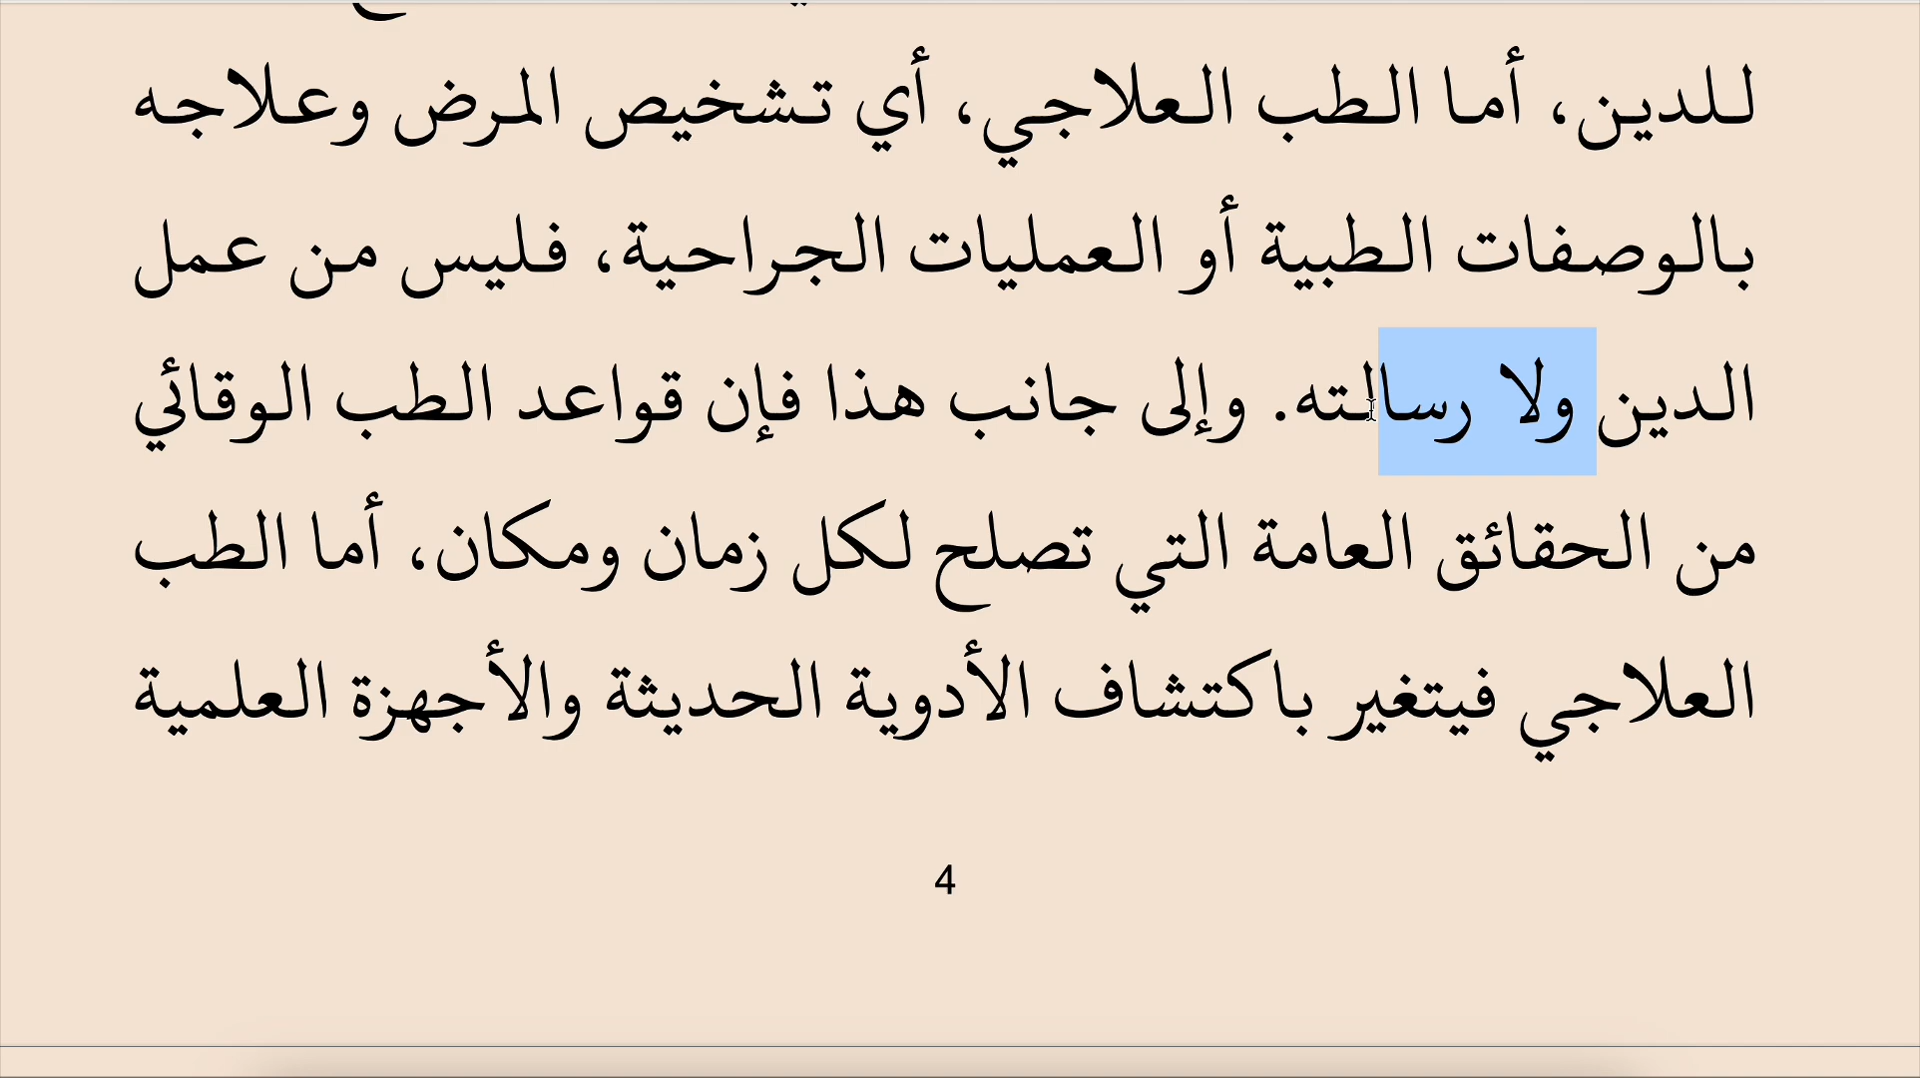 للدين، أما الطب العلاجي، أي تشخيص المرض وعلاجه
بالوصفات الطبية أو العمليات الجراحية، فليس من عمل
الدين ولا رسالته. وإلى جانب هذا فإن قواعد الطب الوقائي
من الحقائق العامة التي تصلح لكل زمان ومكان، أما الطب
العلاجي فيتغير باكتشاف الأدوية الحديثة والأجهزة العلمية
4